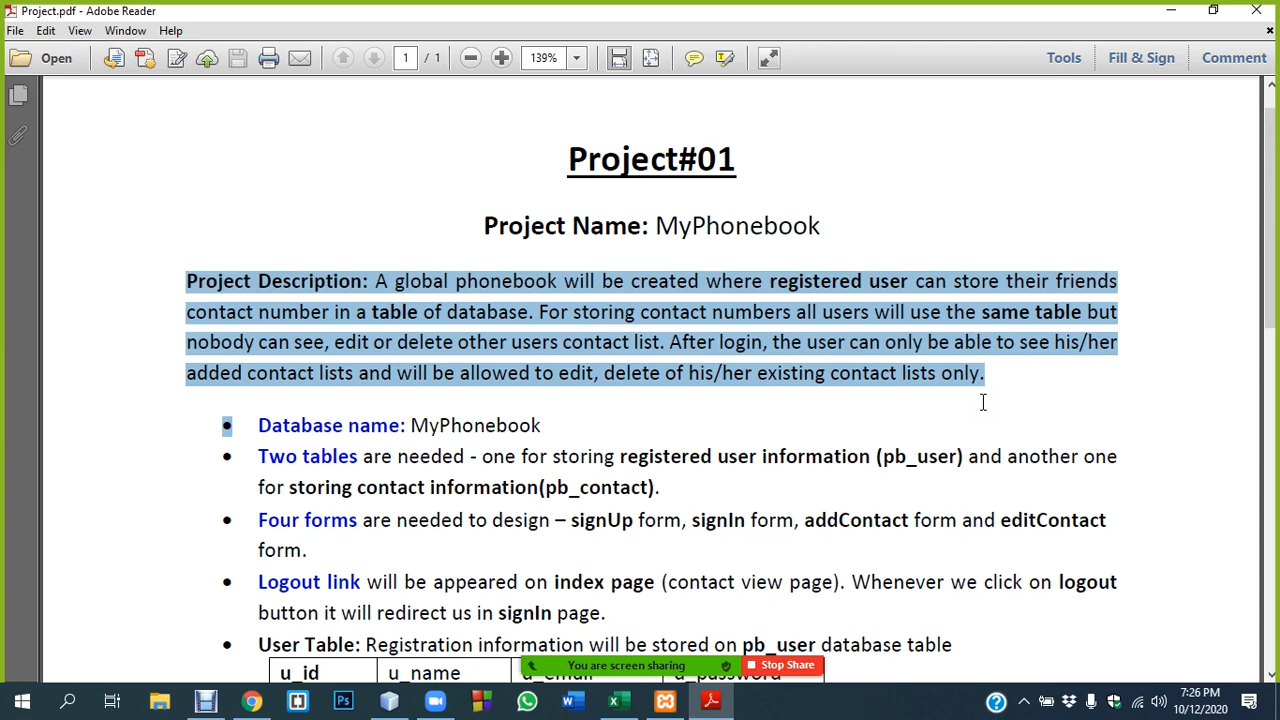 Project.pdf - Adobe Reader
File Edit View Window Help
Open 1 / 1 139% Tools Fill & Sign Comment
Project#01
Project Name: MyPhonebook
Project Description: A global phonebook will be created where registered user can store their friends
contact number in a table of database. For storing contact numbers all users will use the same table but
nobody can see, edit or delete other users contact list. After login, the user can only be able to see his/her
added contact lists and will be allowed to edit, delete of his/her existing contact lists only.
• Database name: MyPhonebook
• Two tables are needed - one for storing registered user information (pb_user) and another one
for storing contact information(pb_contact).
• Four forms are needed to design – signUp form, signIn form, addContact form and editContact
form.
• Logout link will be appeared on index page (contact view page). Whenever we click on logout
button it will redirect us in signIn page.
• User Table: Registration information will be stored on pb_user database table
u_id u_name u_email u_password
You are screen sharing Stop Share
7:26 PM
10/12/2020